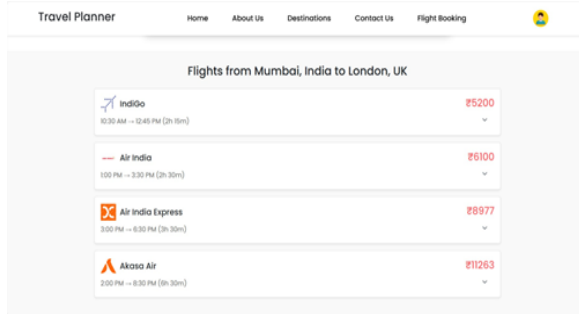 Travel Planner Home About Us Destinations Contact Us Flight Booking
Flights from Mumbai, India to London, UK
IndiGo ₹5200
10:30 AM → 12:45 PM (2h 15m)
Air India ₹6100
1:00 PM → 3:30 PM (2h 30m)
Air India Express ₹8977
3:00 PM → 6:30 PM (3h 30m)
Akasa Air ₹11263
2:00 PM → 8:30 PM (6h 30m)